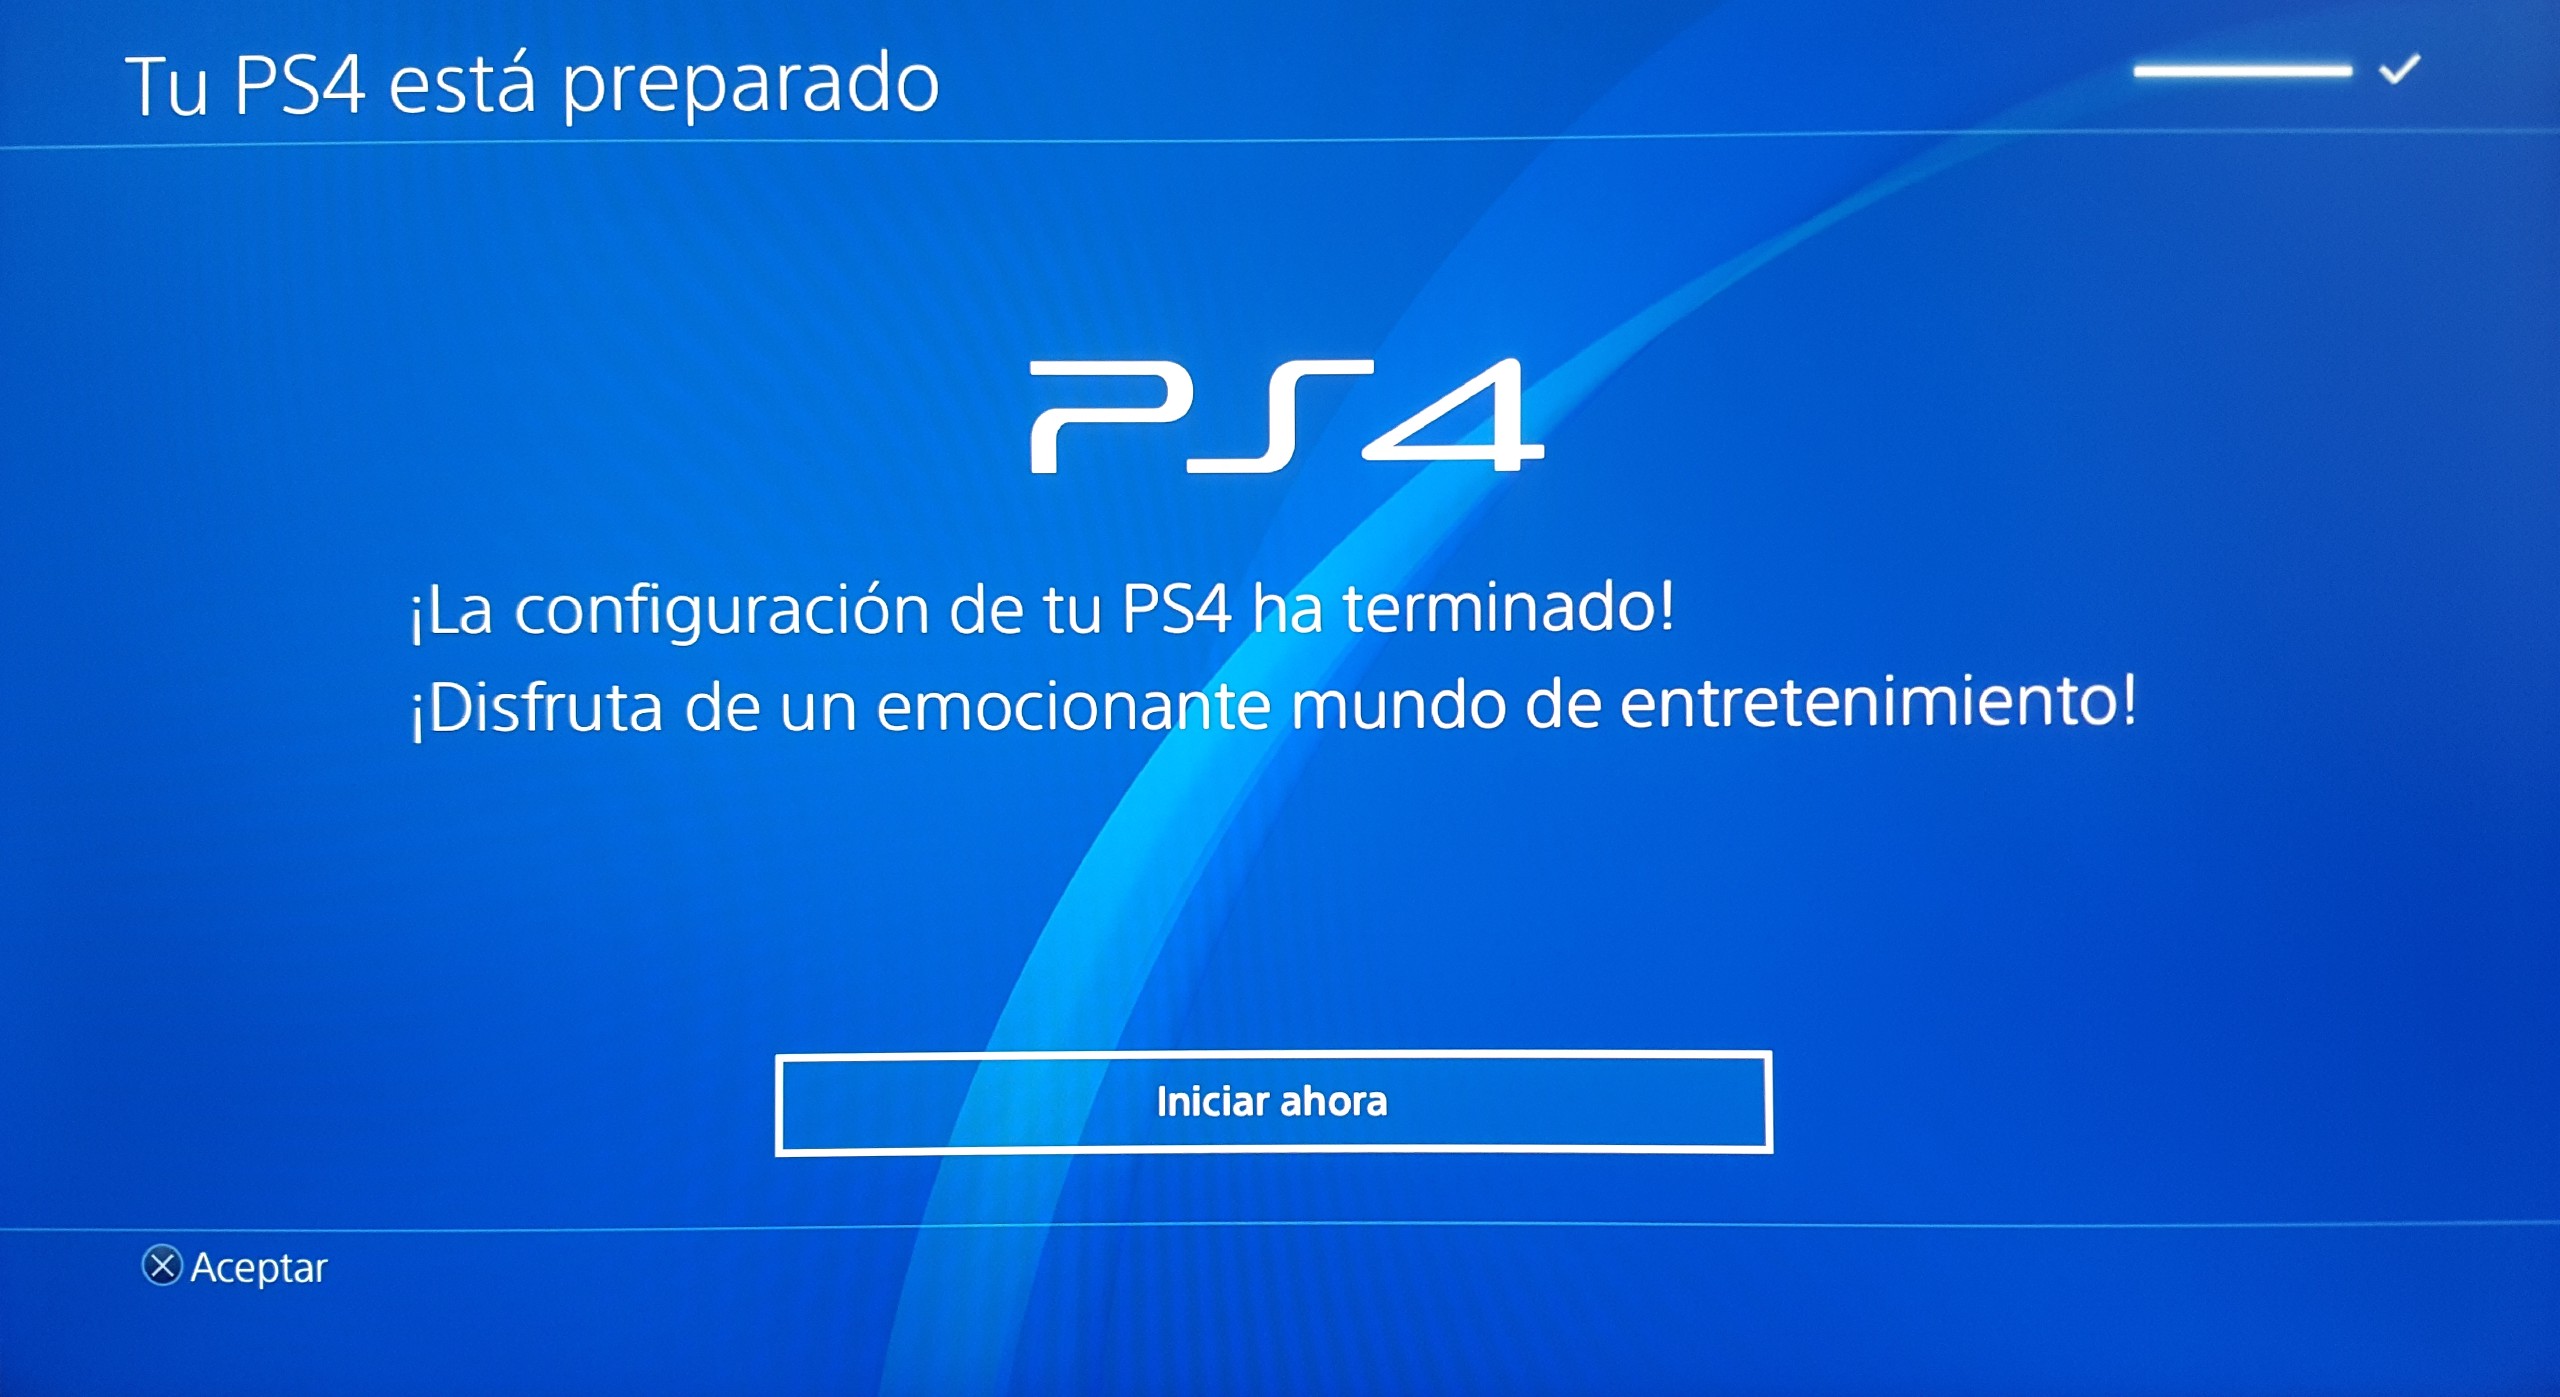 Tu PS4 está preparado
PS4
¡La configuración de tu PS4 ha terminado!
¡Disfruta de un emocionante mundo de entretenimiento!
Iniciar ahora
Aceptar